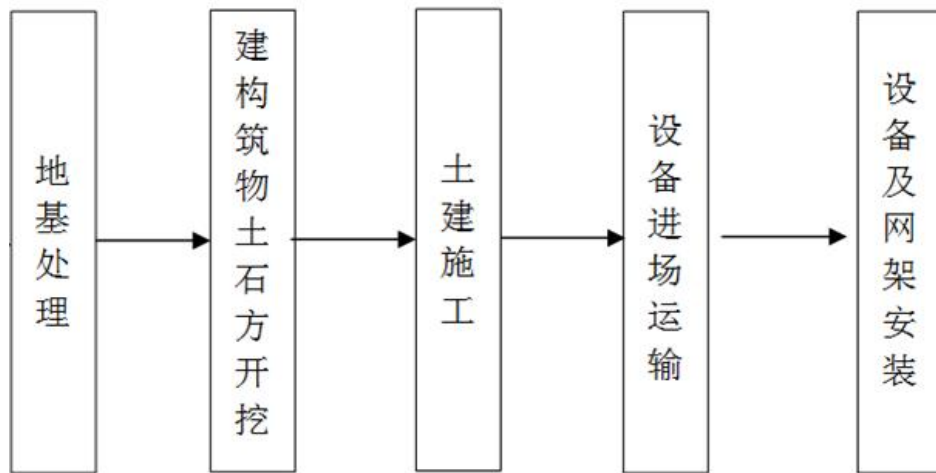 地基处理
建构筑物土石方开挖
土建施工
设备进场运输
设备及网架安装